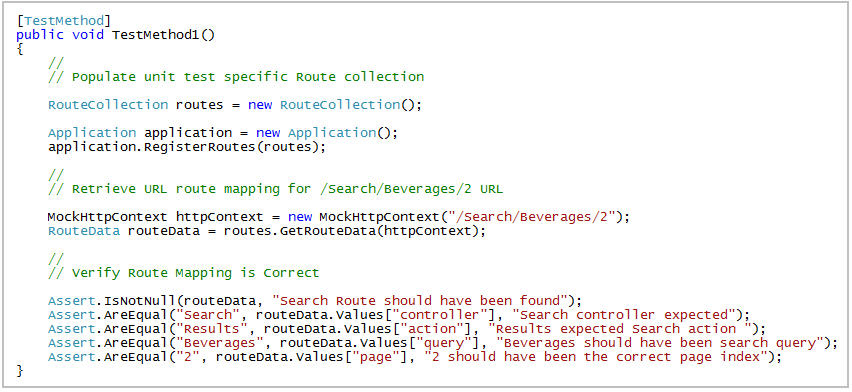 [TestMethod]
public void TestMethod1()
{
    //
    // Populate unit test specific Route collection
    RouteCollection routes = new RouteCollection();
    Application application = new Application();
    application.RegisterRoutes(routes);
    //
    // Retrieve URL route mapping for /Search/Beverages/2 URL
    MockHttpContext httpContext = new MockHttpContext("/Search/Beverages/2");
    RouteData routeData = routes.GetRouteData(httpContext);
    //
    // Verify Route Mapping is Correct
    Assert.IsNotNull(routeData, "Search Route should have been found");
    Assert.AreEqual("Search", routeData.Values["controller"], "Search controller expected");
    Assert.AreEqual("Results", routeData.Values["action"], "Results expected Search action ");
    Assert.AreEqual("Beverages", routeData.Values["query"], "Beverages should have been search query");
    Assert.AreEqual("2", routeData.Values["page"], "2 should have been the correct page index");
}